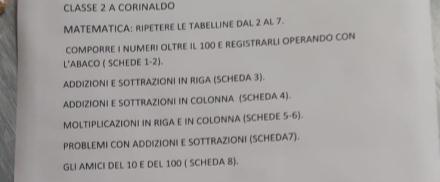 CLASSE 2 A CORINALDO
MATEMATICA: RIPETERE LE TABELLINE DAL 2 AL 7.
COMPORRE I NUMERI OLTRE IL 100 E REGISTRARLI OPERANDO CON
L'ABACO ( SCHEDE 1-2).
ADDIZIONI E SOTTRAZIONI IN RIGA (SCHEDA 3).
ADDIZIONI E SOTTRAZIONI IN COLONNA (SCHEDA 4).
MOLTIPLICAZIONI IN RIGA E IN COLONNA (SCHEDE 5-6).
PROBLEMI CON ADDIZIONI E SOTTRAZIONI (SCHEDA7).
GLI AMICI DEL 10 E DEL 100 ( SCHEDA 8).